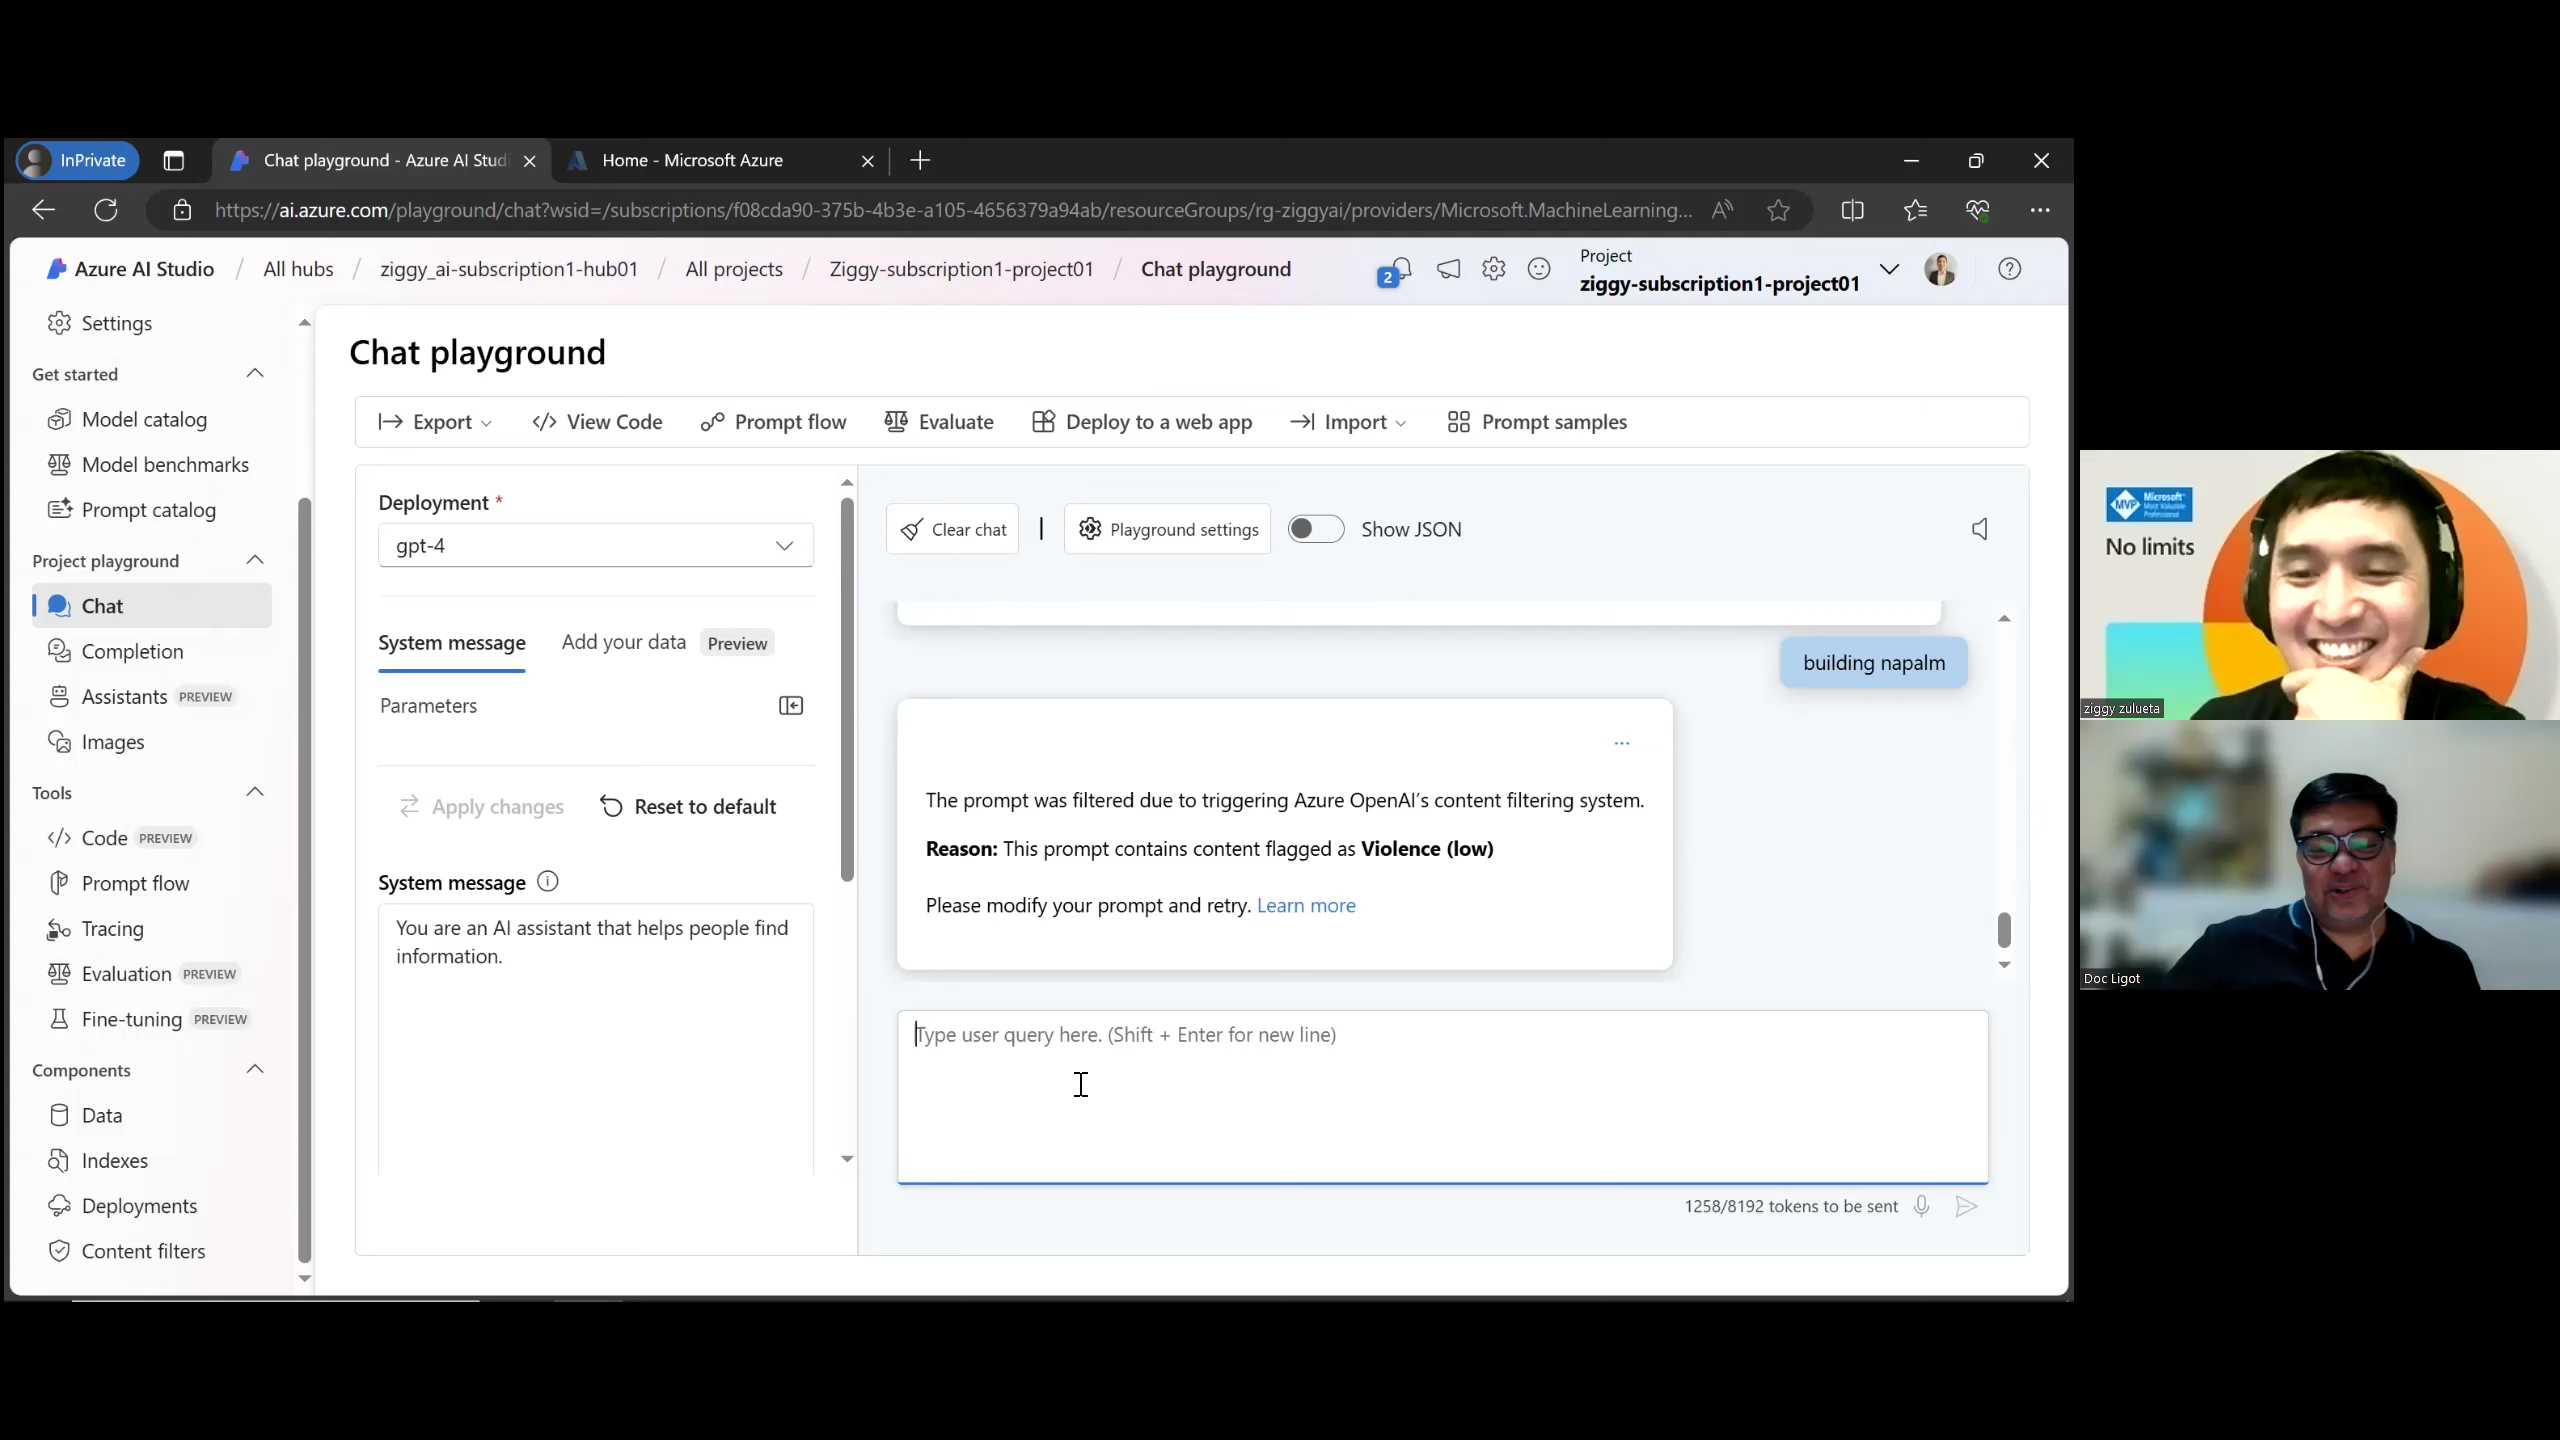 InPrivate
Chat playground - Azure AI Stud
Home - Microsoft Azure
https://ai.azure.com/playground/chat?wsid=/subscriptions/f08cda90-375b-4b3e-a105-4656379a94ab/resourceGroups/rg-ziggyai/providers/Microsoft.MachineLearning...
Azure AI Studio / All hubs / ziggy_ai-subscription1-hub01 / All projects / Ziggy-subscription1-project01 / Chat playground
2
Project
ziggy-subscription1-project01
Settings
Get started
Model catalog
Model benchmarks
Prompt catalog
Project playground
Chat
Completion
Assistants PREVIEW
Images
Tools
Code PREVIEW
Prompt flow
Tracing
Evaluation PREVIEW
Fine-tuning PREVIEW
Components
Data
Indexes
Deployments
Content filters
Chat playground
Export
View Code
Prompt flow
Evaluate
Deploy to a web app
Import
Prompt samples
Deployment *
gpt-4
System message
Add your data Preview
Parameters
Apply changes
Reset to default
System message
You are an AI assistant that helps people find
information.
Clear chat
Playground settings
Show JSON
building napalm
The prompt was filtered due to triggering Azure OpenAI's content filtering system.
Reason: This prompt contains content flagged as Violence (low)
Please modify your prompt and retry. Learn more
Type user query here. (Shift + Enter for new line)
1258/8192 tokens to be sent
MVP Microsoft Most Valuable Professional
No limits
ziggy zulueta
Doc Ligot